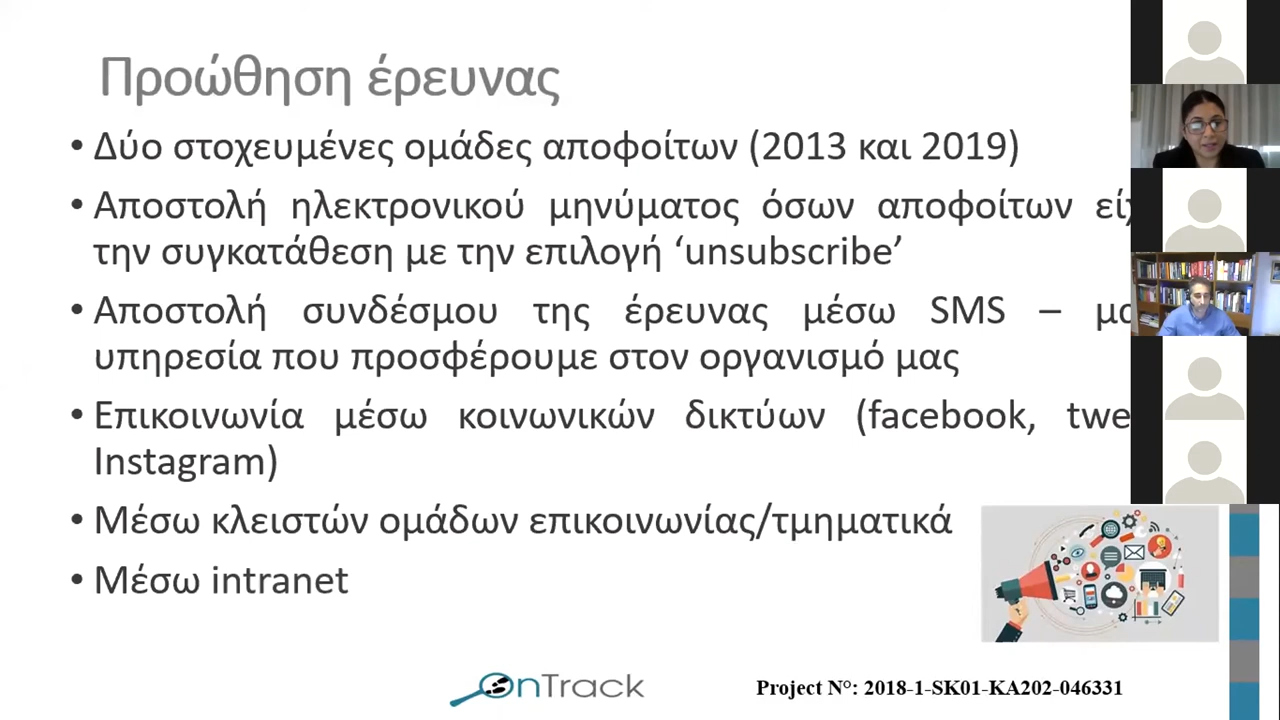 Προώθηση έρευνας
• Δύο στοχευμένες ομάδες αποφοίτων (2013 και 2019)
• Αποστολή ηλεκτρονικού μηνύματος όσων αποφοίτων
την συγκατάθεση με την επιλογή ‘unsubscribe’
• Αποστολή συνδέσμου της έρευνας μέσω SMS –
υπηρεσία που προσφέρουμε στον οργανισμό μας
• Επικοινωνία μέσω κοινωνικών δικτύων (facebook,
Instagram)
• Μέσω κλειστών ομάδων επικοινωνίας/τμηματικά
• Μέσω intranet
OnTrack
Project N°: 2018-1-SK01-KA202-046331